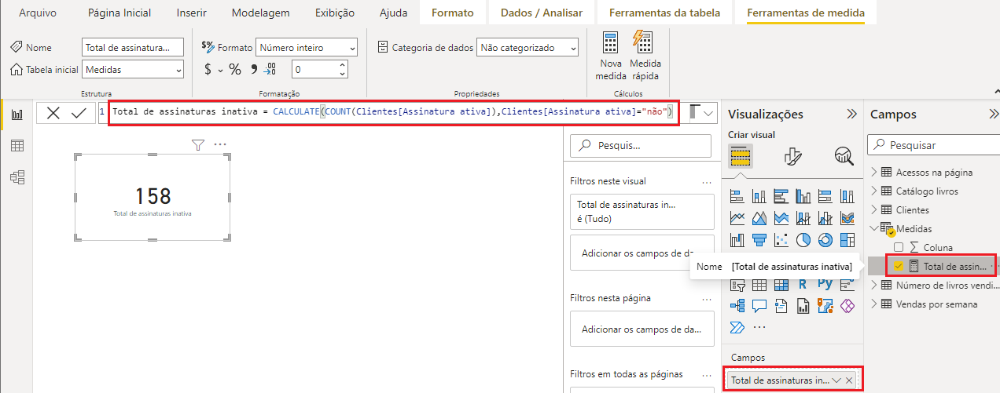 Arquivo Página Inicial Inserir Modelagem Exibição Ajuda Formato Dados / Analisar Ferramentas da tabela Ferramentas de medida
Nome Total de assinatura...
Tabela inicial Medidas
Estrutura
$% Formato Número inteiro
$ % 9 .00 0
Formatação
Categoria de dados Não categorizado
Propriedades
Nova medida
Medida rápida
Cálculos
1 Total de assinaturas inativa = CALCULATE(COUNT(Clientes[Assinatura ativa]),Clientes[Assinatura ativa]="não")
158
Total de assinaturas inativa
Pesquis...
Filtros neste visual ...
Total de assinaturas in...
é (Tudo)
Adicionar os campos de da...
Filtros nesta página ...
Adicionar os campos de da...
Filtros em todas as páginas ...
Visualizações
Criar visual
R Py
Nome [Total de assinaturas inativa]
Campos
Total de assinaturas in...
Campos
Pesquisar
Acessos na página
Catálogo livros
Clientes
Medidas
Coluna
Total de assin... ...
Número de livros vendi...
Vendas por semana